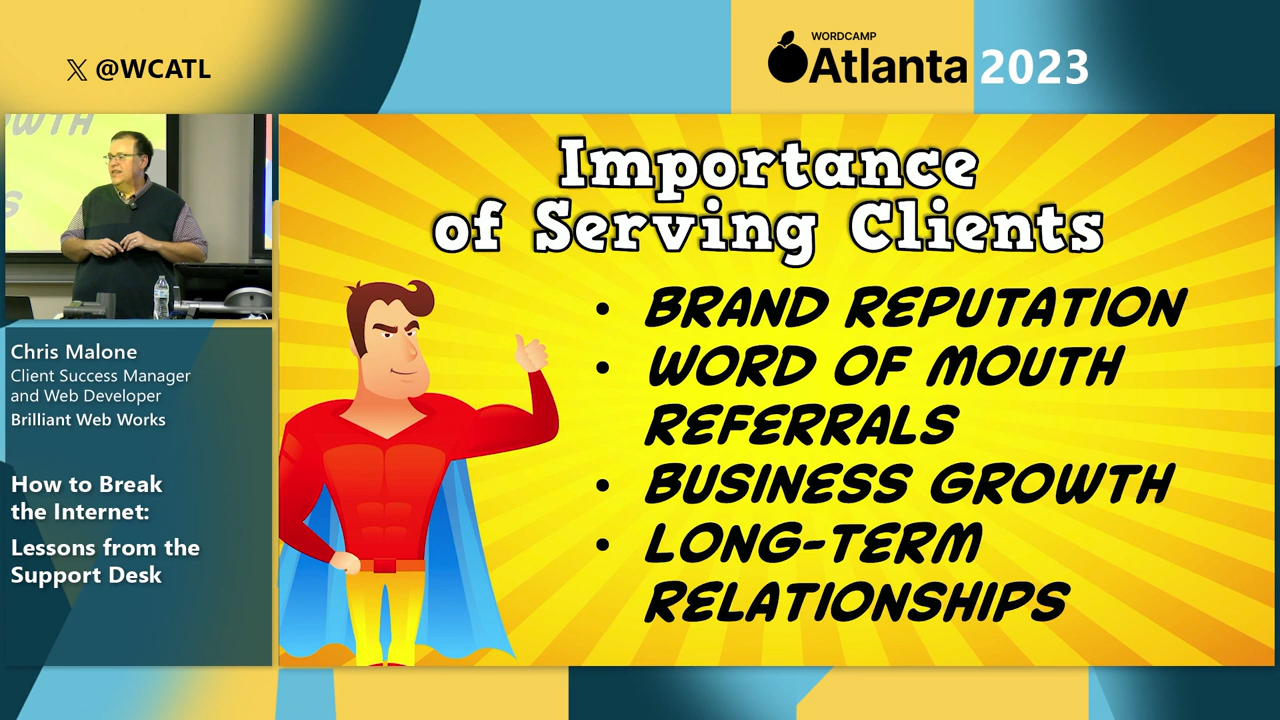 𝕏 @WCATL
WORDCAMP
Atlanta 2023
WTH
S
Chris Malone
Client Success Manager
and Web Developer
Brilliant Web Works
How to Break
the Internet:
Lessons from the
Support Desk
Importance
of Serving Clients
• BRAND REPUTATION
• WORD OF MOUTH
REFERRALS
• BUSINESS GROWTH
• LONG-TERM
RELATIONSHIPS